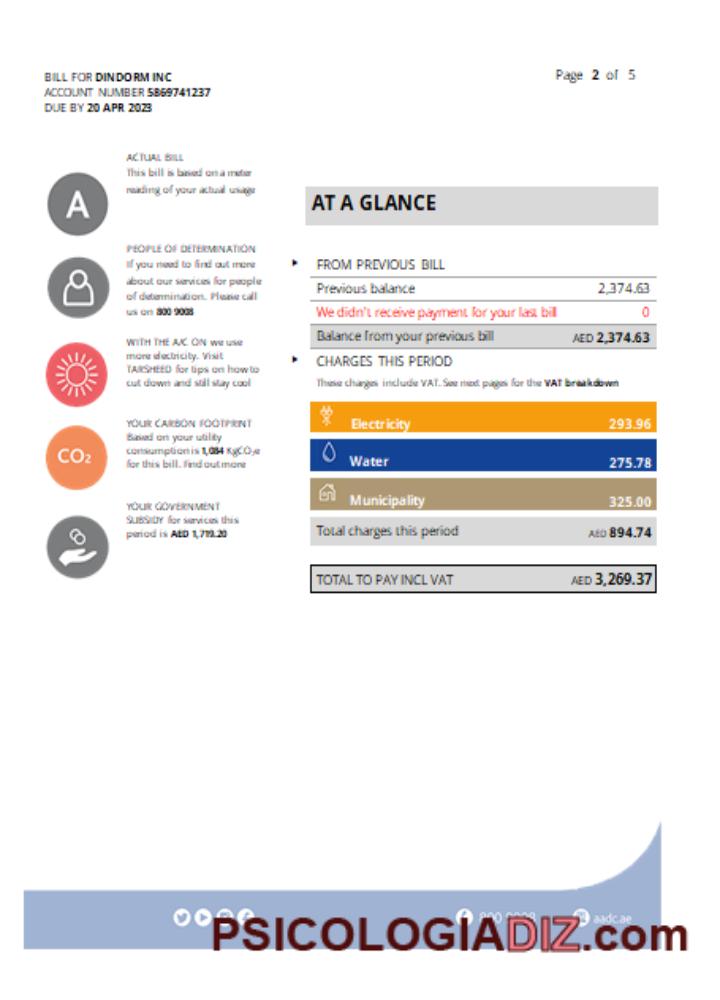 BILL FOR DINDORM INC
ACCOUNT NUMBER 5869741237
DUE BY 20 APR 2023
Page 2 of 5
A
ACTUAL BILL
This bill is based on a meter
reading of your actual usage
PEOPLE OF DETERMINATION
If you need to find out more
about our services for people
of determination. Please call
us on 800 9008
WITH THE A/C ON we use
more electricity. Visit
TARSHEED for tips on how to
cut down and still stay cool
CO₂
YOUR CARBON FOOTPRINT
Based on your utility
consumption is 1,084 KgCO₂e
for this bill. Find out more
YOUR GOVERNMENT
SUBSIDY for services this
period is AED 1,719.20
AT A GLANCE
FROM PREVIOUS BILL
Previous balance 2,374.63
We didn't receive payment for your last bill 0
Balance from your previous bill AED 2,374.63
CHARGES THIS PERIOD
These charges include VAT. See next pages for the VAT breakdown
Electricity 293.96
Water 275.78
Municipality 325.00
Total charges this period AED 894.74
TOTAL TO PAY INCL VAT AED 3,269.37
800 9008 aadc.ae
PSICOLOGIADIZ.com